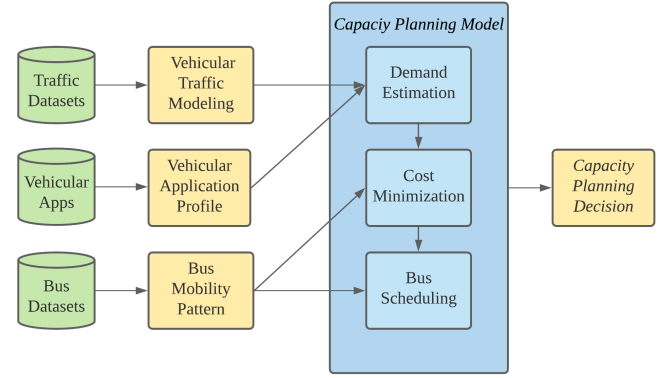 Capaciy Planning Model
Traffic
Datasets
Vehicular
Traffic
Modeling
Demand
Estimation
Vehicular
Apps
Vehicular
Application
Profile
Cost
Minimization
Capacity
Planning
Decision
Bus
Datasets
Bus
Mobility
Pattern
Bus
Scheduling